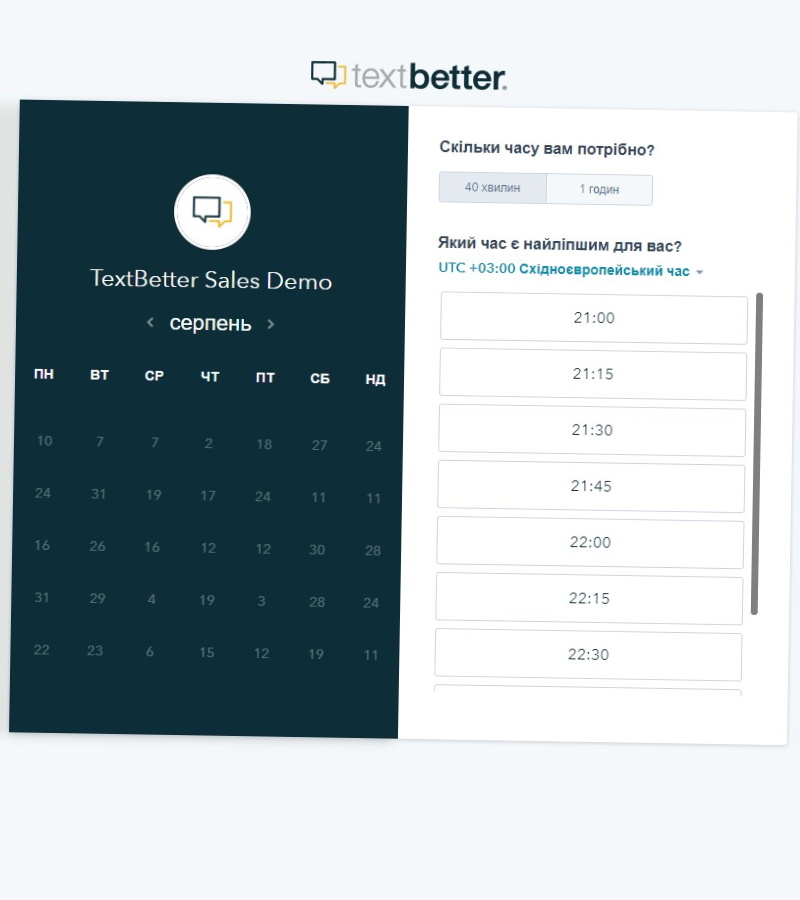 textbetter.
TextBetter Sales Demo
серпень
ПН ВТ СР ЧТ ПТ СБ НД
10 7 7 2 18 27 24
24 31 19 17 24 11 11
16 26 16 12 12 30 28
31 29 4 19 3 28 24
22 23 6 15 12 19 11
Скільки часу вам потрібно?
40 хвилин 1 годин
Який час є найліпшим для вас?
UTC +03:00 Східноєвропейський час
21:00
21:15
21:30
21:45
22:00
22:15
22:30